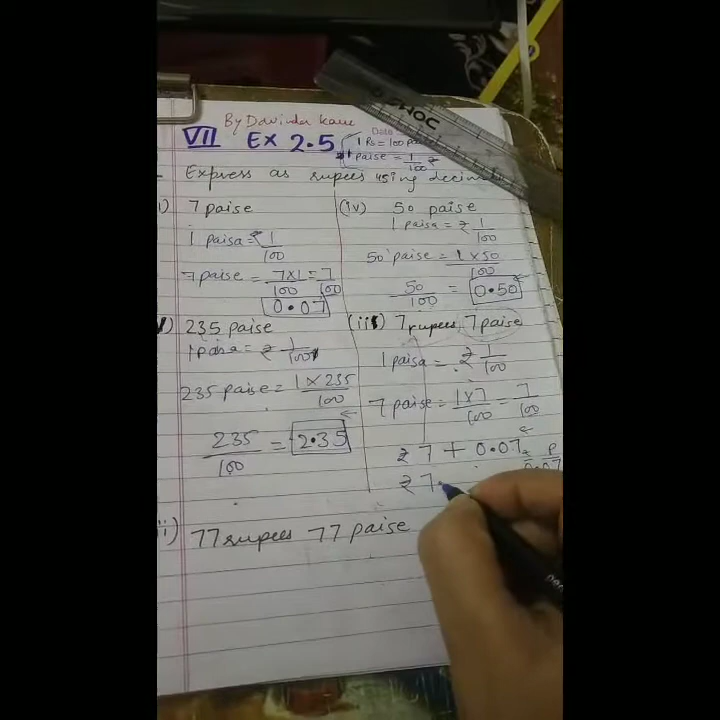 By Davinder Kaur
VII Ex 2.5
1 Rs = 100 paise
1 paise = 1/100 ₹
Express as rupees using decimals
i) 7 paise
1 paisa = ₹ 1/100
7 paise = 7x1/100 = 7/100
0.07
(iv) 50 paise
1 paisa = ₹ 1/100
50 paise = 1 x 50/100
50/100 = 0.50
v) 235 paise
1 paisa = ₹ 1/100
235 paise = 1 x 235/100
235/100 = 2.35
(iii) 7 rupees 7 paise
1 paisa = ₹ 1/100
7 paise = 1x7/100 = 7/100
₹ 7 + 0.07
₹ 7.
ii) 77 rupees 77 paise